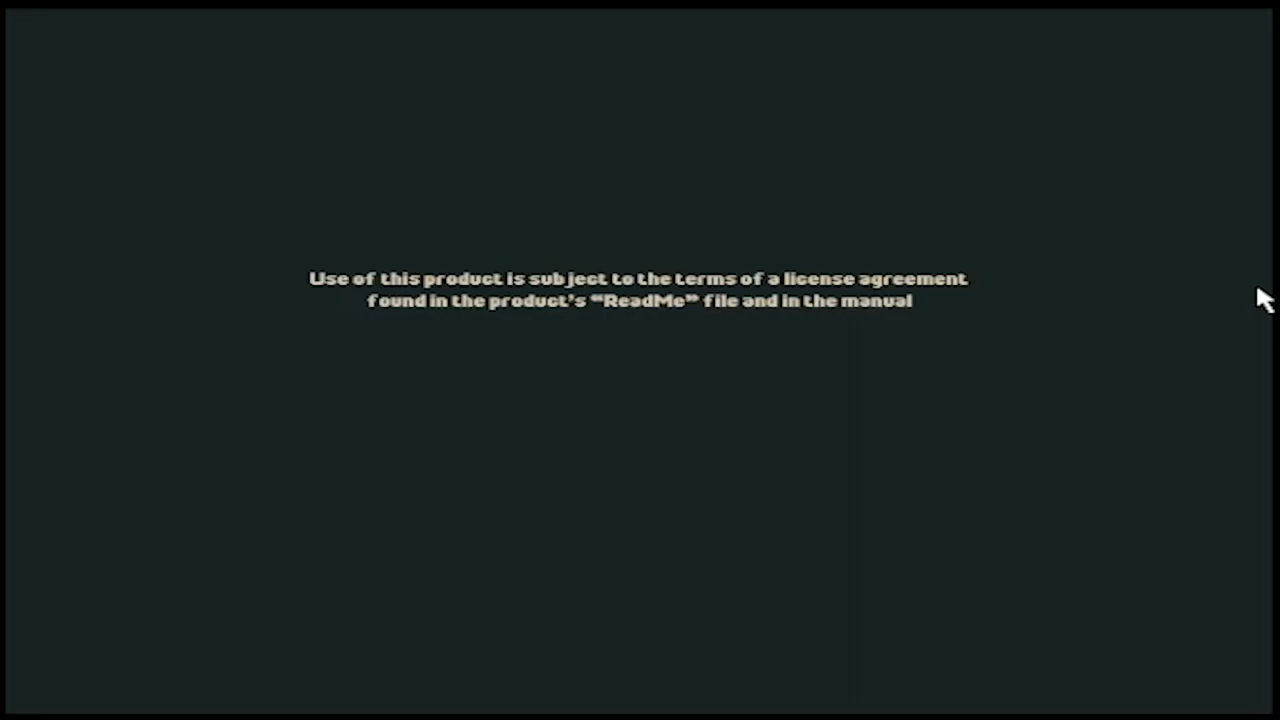 Use of this product is subject to the terms of a license agreement
found in the product's “ReadMe” file and in the manual